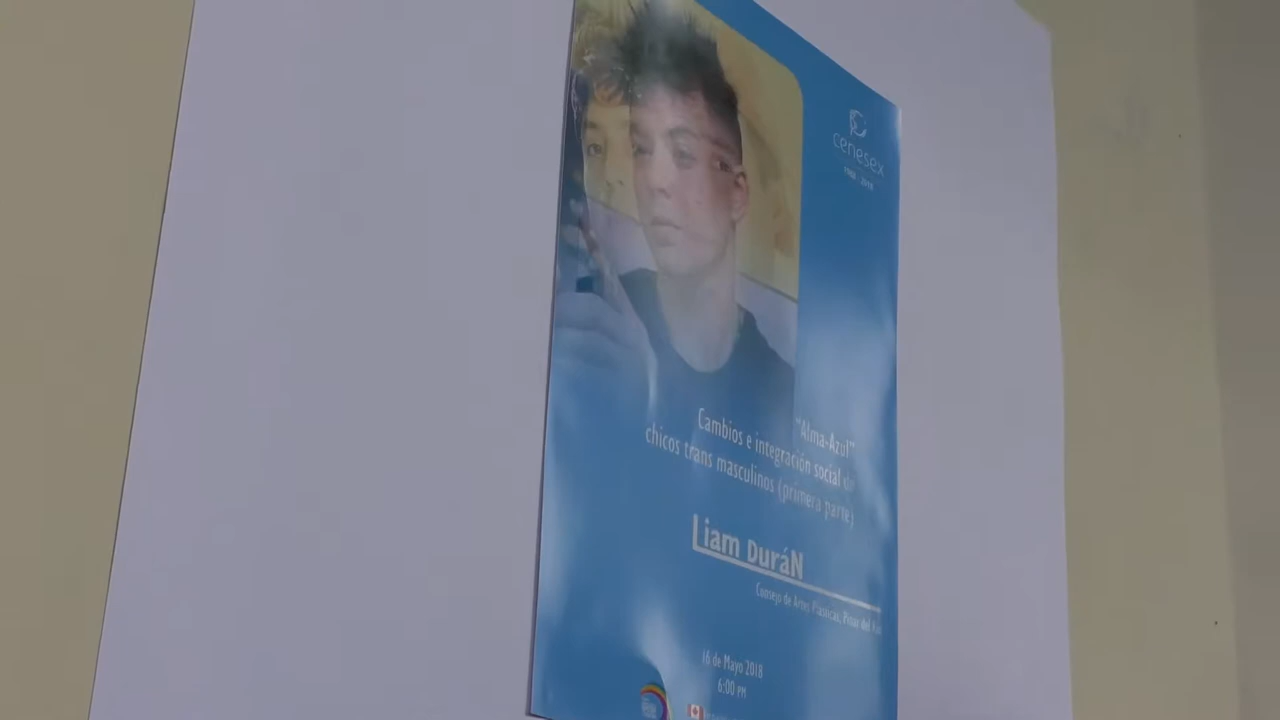 cenesex
"Alma-Azul"
Cambios e integración social de
chicos trans masculinos (primera parte)
Liam DuráN
Consejo de Artes Plásticas, Pinar del
16 de Mayo 2018
6:00 PM